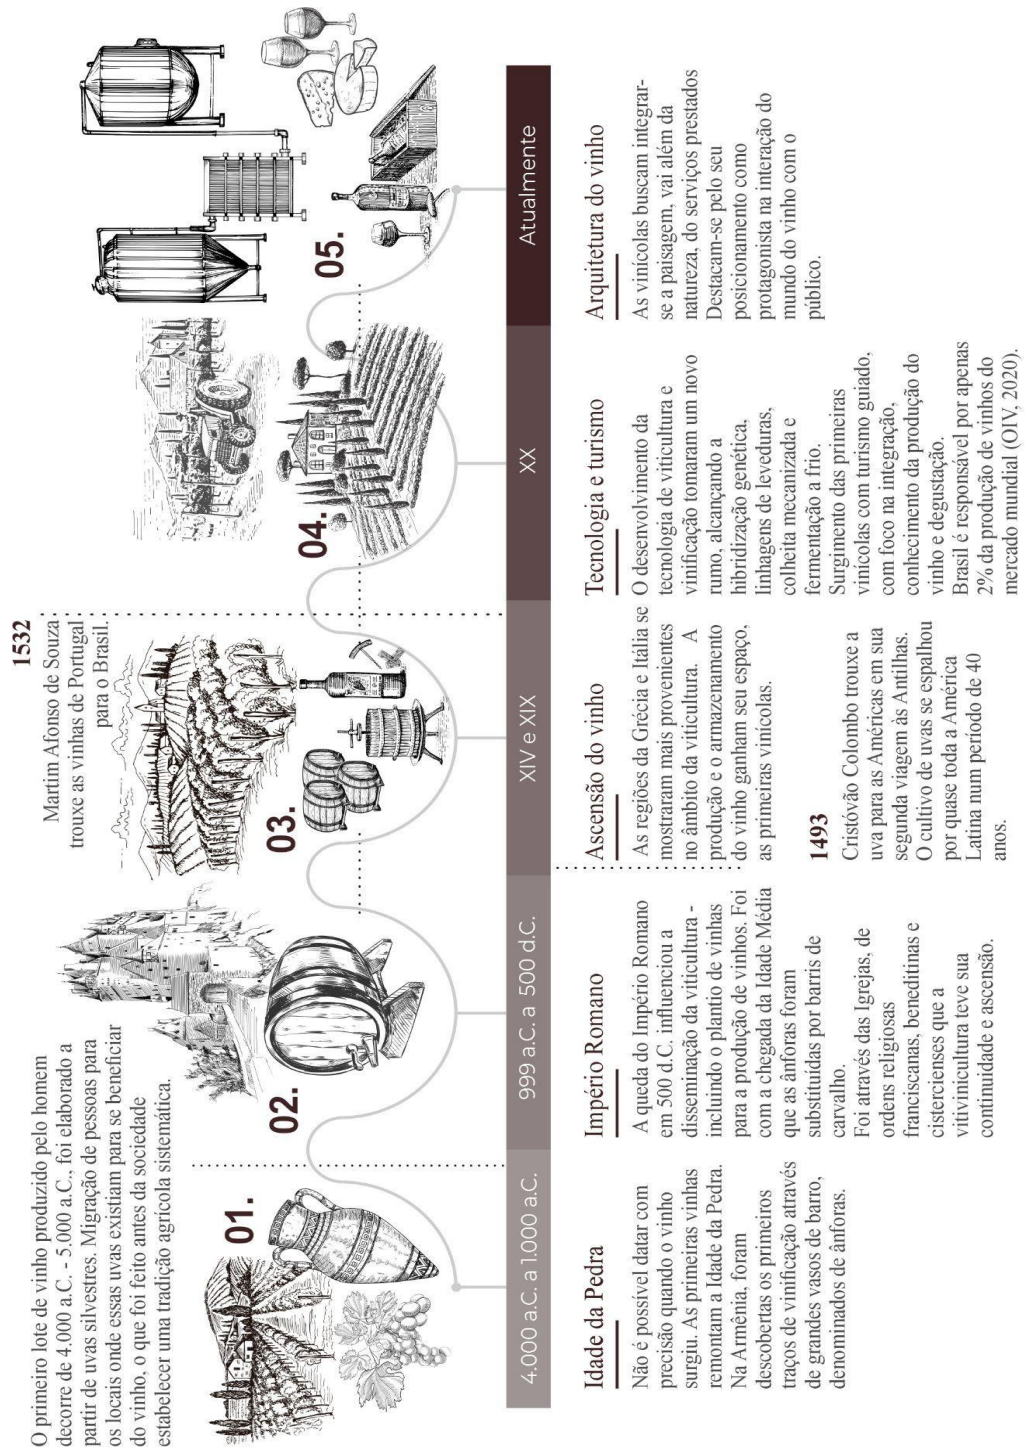 O primeiro lote de vinho produzido pelo homem
decorre de 4.000 a.C. - 5.000 a.C., foi elaborado a
partir de uvas silvestres. Migração de pessoas para
os locais onde essas uvas existiam para se beneficiar
do vinho, o que foi feito antes da sociedade
estabelecer uma tradição agrícola sistemática.
1532
Martim Afonso de Souza
trouxe as vinhas de Portugal
para o Brasil.
01.
02.
03.
04.
05.
4.000 a.C. a 1.000 a.C.
999 a.C. a 500 d.C.
XIV e XIX
XX
Atualmente
Idade da Pedra
Não é possível datar com
precisão quando o vinho
surgiu. As primeiras vinhas
remontam a Idade da Pedra.
Na Armênia, foram
descobertas os primeiros
traços de vinificação através
de grandes vasos de barro,
denominados de ânforas.
Império Romano
A queda do Império Romano
em 500 d.C. influenciou a
disseminação da viticultura -
incluindo o plantio de vinhas
para a produção de vinhos. Foi
com a chegada da Idade Média
que as ânforas foram
substituídas por barris de
carvalho.
Foi através das Igrejas, de
ordens religiosas
franciscanas, beneditinas e
cistercienses que a
vitivinicultura teve sua
continuidade e ascensão.
Ascensão do vinho
As regiões da Grécia e Itália se
mostraram mais provenientes
no âmbito da viticultura. A
produção e o armazenamento
do vinho ganham seu espaço,
as primeiras vinícolas.
1493
Cristóvão Colombo trouxe a
uva para as Américas em sua
segunda viagem às Antilhas.
O cultivo de uvas se espalhou
por quase toda a América
Latina num período de 40
anos.
Tecnologia e turismo
O desenvolvimento da
tecnologia de viticultura e
vinificação tomaram um novo
rumo, alcançando a
hibridização genética,
linhagens de leveduras,
colheita mecanizada e
fermentação a frio.
Surgimento das primeiras
vinícolas com turismo guiado,
com foco na integração,
conhecimento da produção do
vinho e degustação.
Brasil é responsável por apenas
2% da produção de vinhos do
mercado mundial (OIV, 2020).
Arquitetura do vinho
As vinícolas buscam integrar-
se a paisagem, vai além da
natureza, do serviços prestados
Destacam-se pelo seu
posicionamento como
protagonista na interação do
mundo do vinho com o
público.